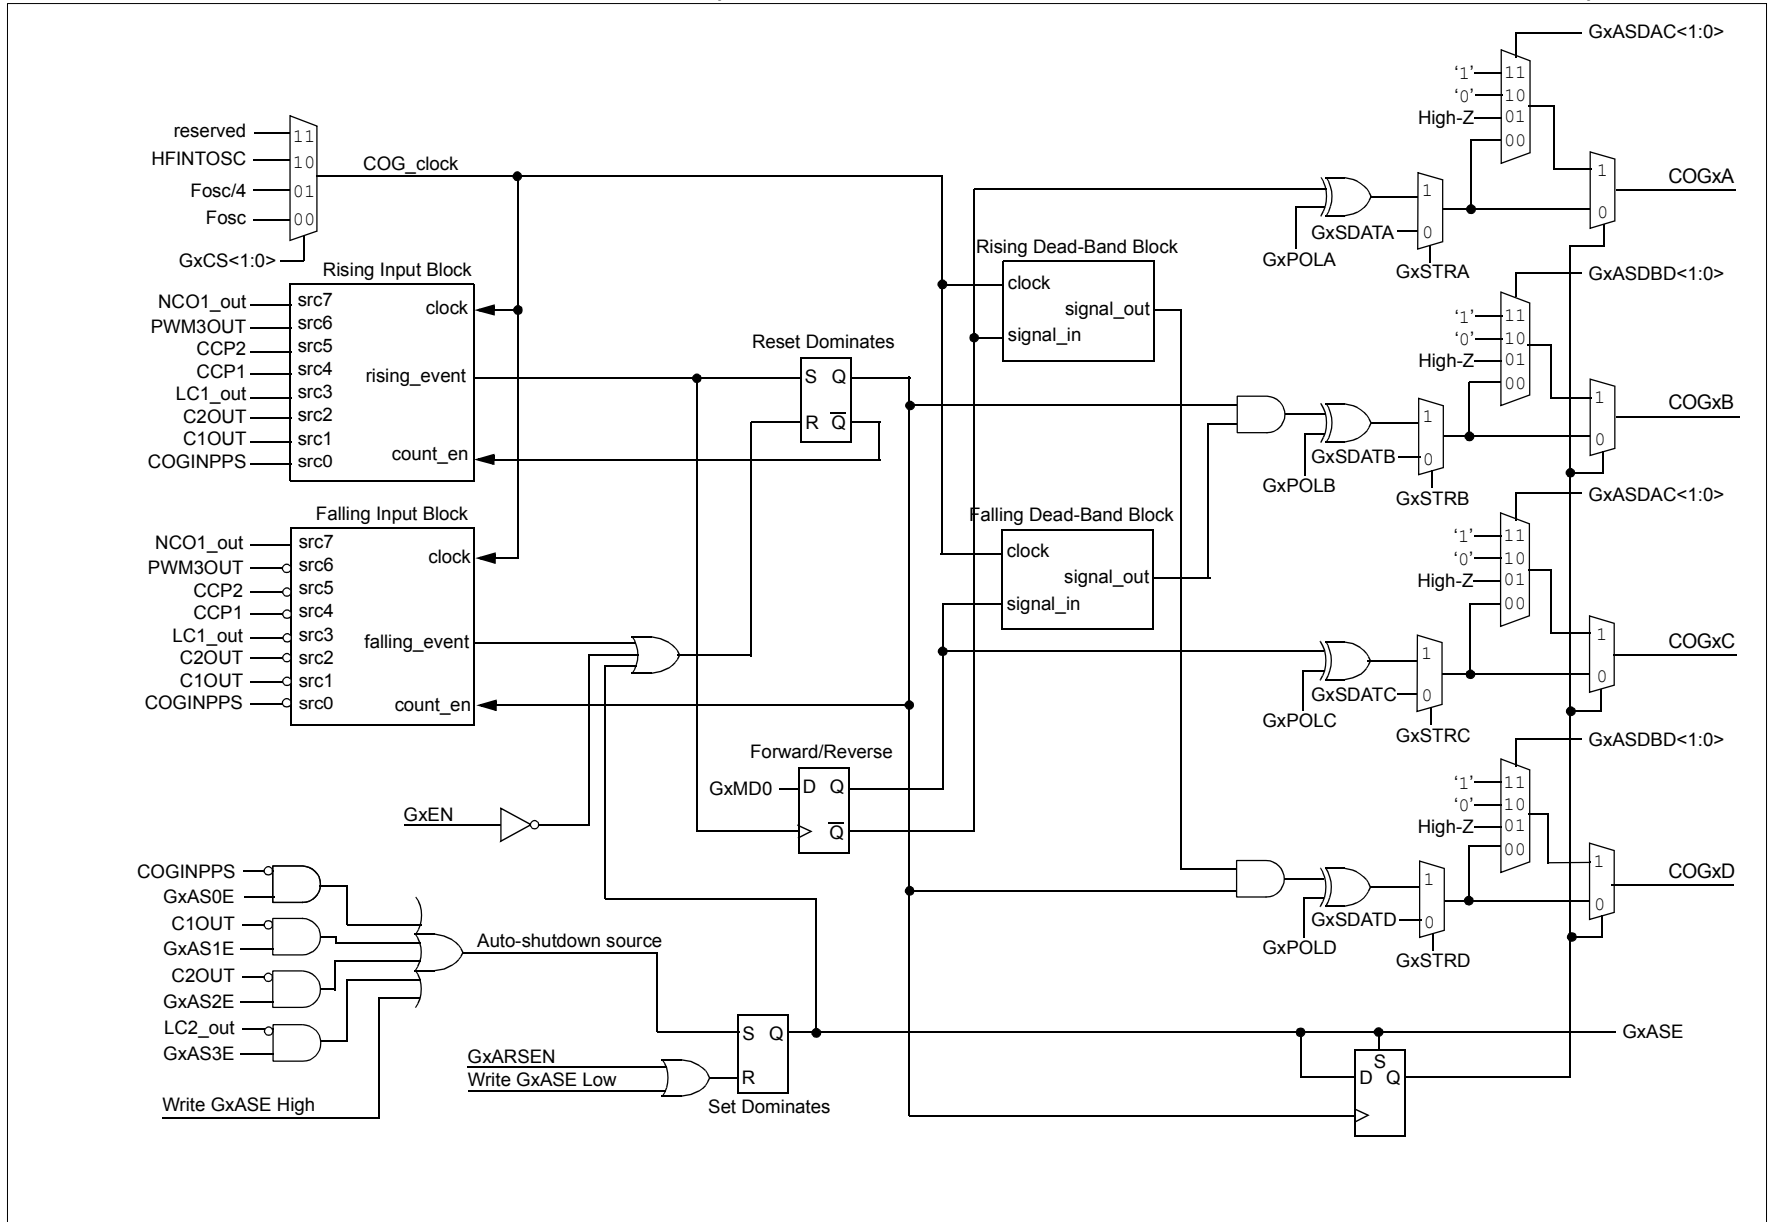 reserved
HFINTOSC
Fosc/4
Fosc
11
10
01
00
GxCS<1:0>
COG_clock
Rising Input Block
NCO1_out
PWM3OUT
CCP2
CCP1
LC1_out
C2OUT
C1OUT
COGINPPS
src7
src6
src5
src4
src3
src2
src1
src0
clock
rising_event
count_en
Falling Input Block
NCO1_out
PWM3OUT
CCP2
CCP1
LC1_out
C2OUT
C1OUT
COGINPPS
src7
src6
src5
src4
src3
src2
src1
src0
clock
falling_event
count_en
Reset Dominates
S Q
R Q
Forward/Reverse
GxMD0
D Q
Q
GxEN
COGINPPS
GxAS0E
C1OUT
GxAS1E
C2OUT
GxAS2E
LC2_out
GxAS3E
Write GxASE High
Auto-shutdown source
GxARSEN
Write GxASE Low
S Q
R
Set Dominates
Rising Dead-Band Block
clock
signal_out
signal_in
Falling Dead-Band Block
clock
signal_out
signal_in
GxASDAC<1:0>
'1' 11
'0' 10
High-Z 01
00
GxPOLA
GxSDATA
1
0
GxSTRA
1
0
COGxA
GxASDBD<1:0>
'1' 11
'0' 10
High-Z 01
00
GxPOLB
GxSDATB
1
0
GxSTRB
1
0
COGxB
GxASDAC<1:0>
'1' 11
'0' 10
High-Z 01
00
GxPOLC
GxSDATC
1
0
GxSTRC
1
0
COGxC
GxASDBD<1:0>
'1' 11
'0' 10
High-Z 01
00
GxPOLD
GxSDATD
1
0
GxSTRD
1
0
COGxD
GxASE
S
D Q